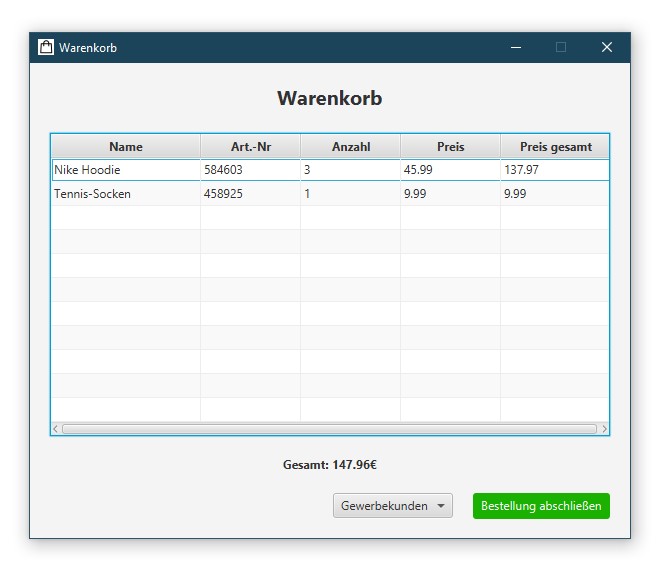 Warenkorb
Warenkorb
Name Art.-Nr Anzahl Preis Preis gesamt
Nike Hoodie 584603 3 45.99 137.97
Tennis-Socken 458925 1 9.99 9.99
Gesamt: 147.96€
Gewerbekunden Bestellung abschließen